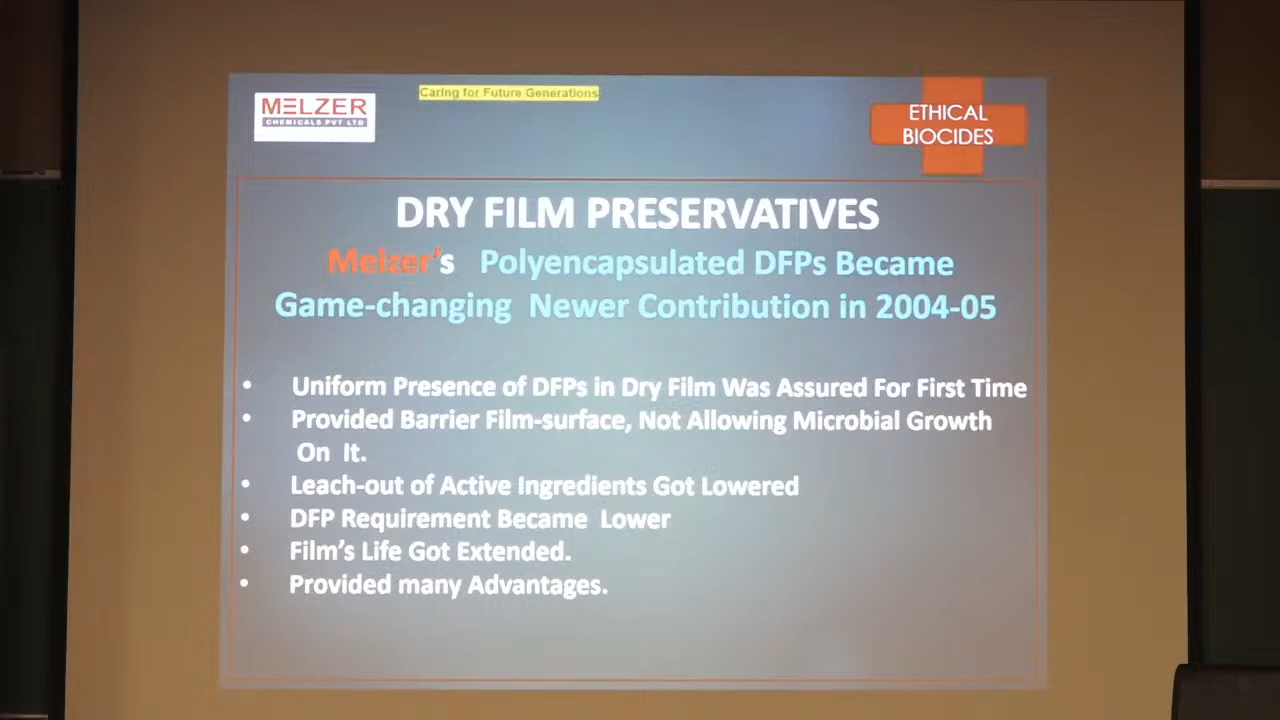 MELZER
CHEMICALS PVT LTD
Caring for Future Generations
ETHICAL
BIOCIDES
DRY FILM PRESERVATIVES
Melzer's Polyencapsulated DFPs Became
Game-changing Newer Contribution in 2004-05
• Uniform Presence of DFPs in Dry Film Was Assured For First Time
• Provided Barrier Film-surface, Not Allowing Microbial Growth
On It.
• Leach-out of Active Ingredients Got Lowered
• DFP Requirement Became Lower
• Film's Life Got Extended.
• Provided many Advantages.